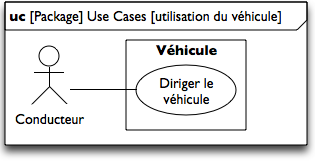 uc [Package] Use Cases [utilisation du véhicule]
Véhicule
Diriger le
véhicule
Conducteur